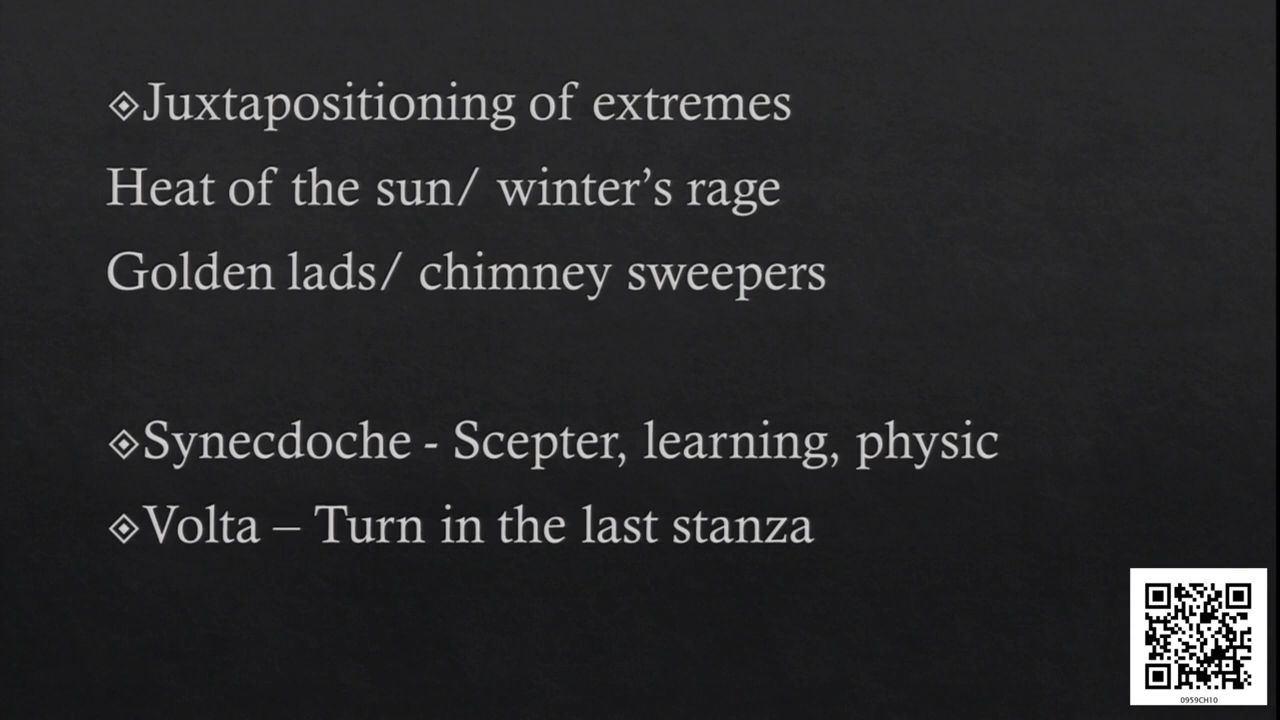 ◈Juxtapositioning of extremes
Heat of the sun/ winter’s rage
Golden lads/ chimney sweepers
◈Synecdoche - Scepter, learning, physic
◈Volta – Turn in the last stanza
0959CH10